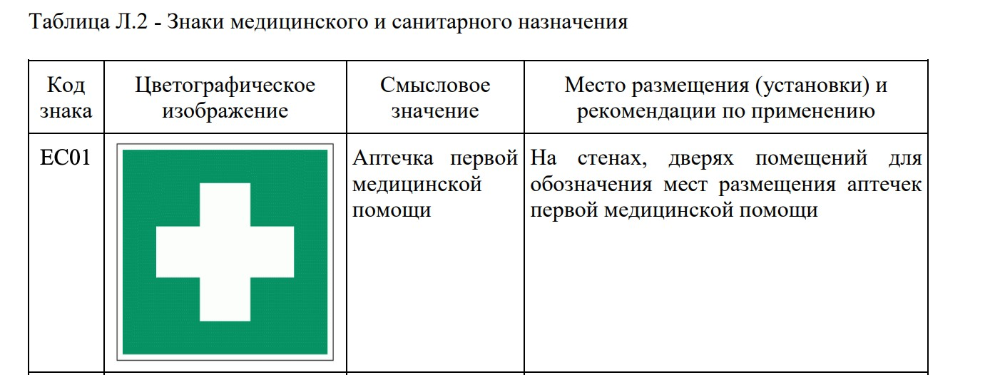 Таблица Л.2 - Знаки медицинского и санитарного назначения
Код
знака
Цветографическое
изображение
Смысловое
значение
Место размещения (установки) и
рекомендации по применению
ЕС01
Аптечка первой
медицинской
помощи
На стенах, дверях помещений для
обозначения мест размещения аптечек
первой медицинской помощи